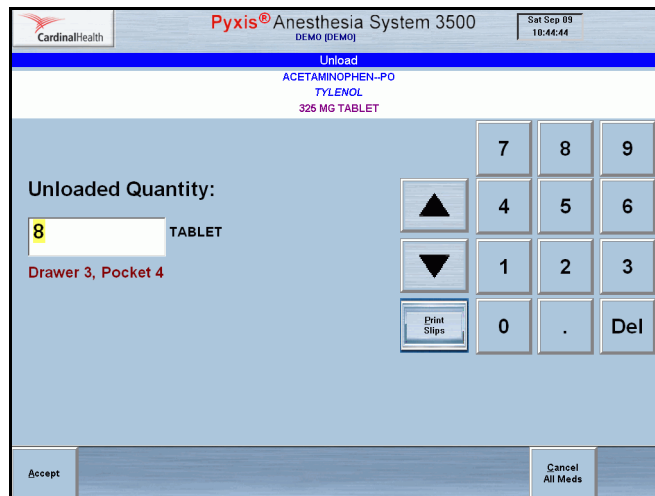 CardinalHealth
Pyxis® Anesthesia System 3500
DEMO [DEMO]
Sat Sep 09
10:44:44
Unload
ACETAMINOPHEN--PO
TYLENOL
325 MG TABLET
7 8 9
Unloaded Quantity:
4 5 6
8 TABLET
Drawer 3, Pocket 4
1 2 3
Print
Slips
0 . Del
Accept
Cancel
All Meds